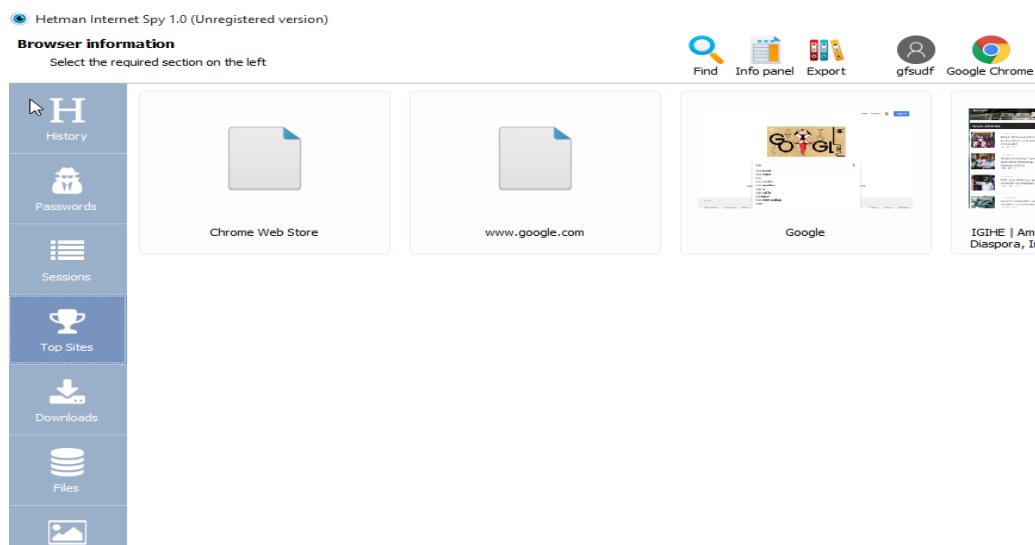 Hetman Internet Spy 1.0 (Unregistered version)
Browser information
Select the required section on the left
Find
Info panel
Export
gfsudf
Google Chrome
H
History
Passwords
Sessions
Top Sites
Downloads
Files
Chrome Web Store
www.google.com
Google
IGIHE | Am
Diaspora, I